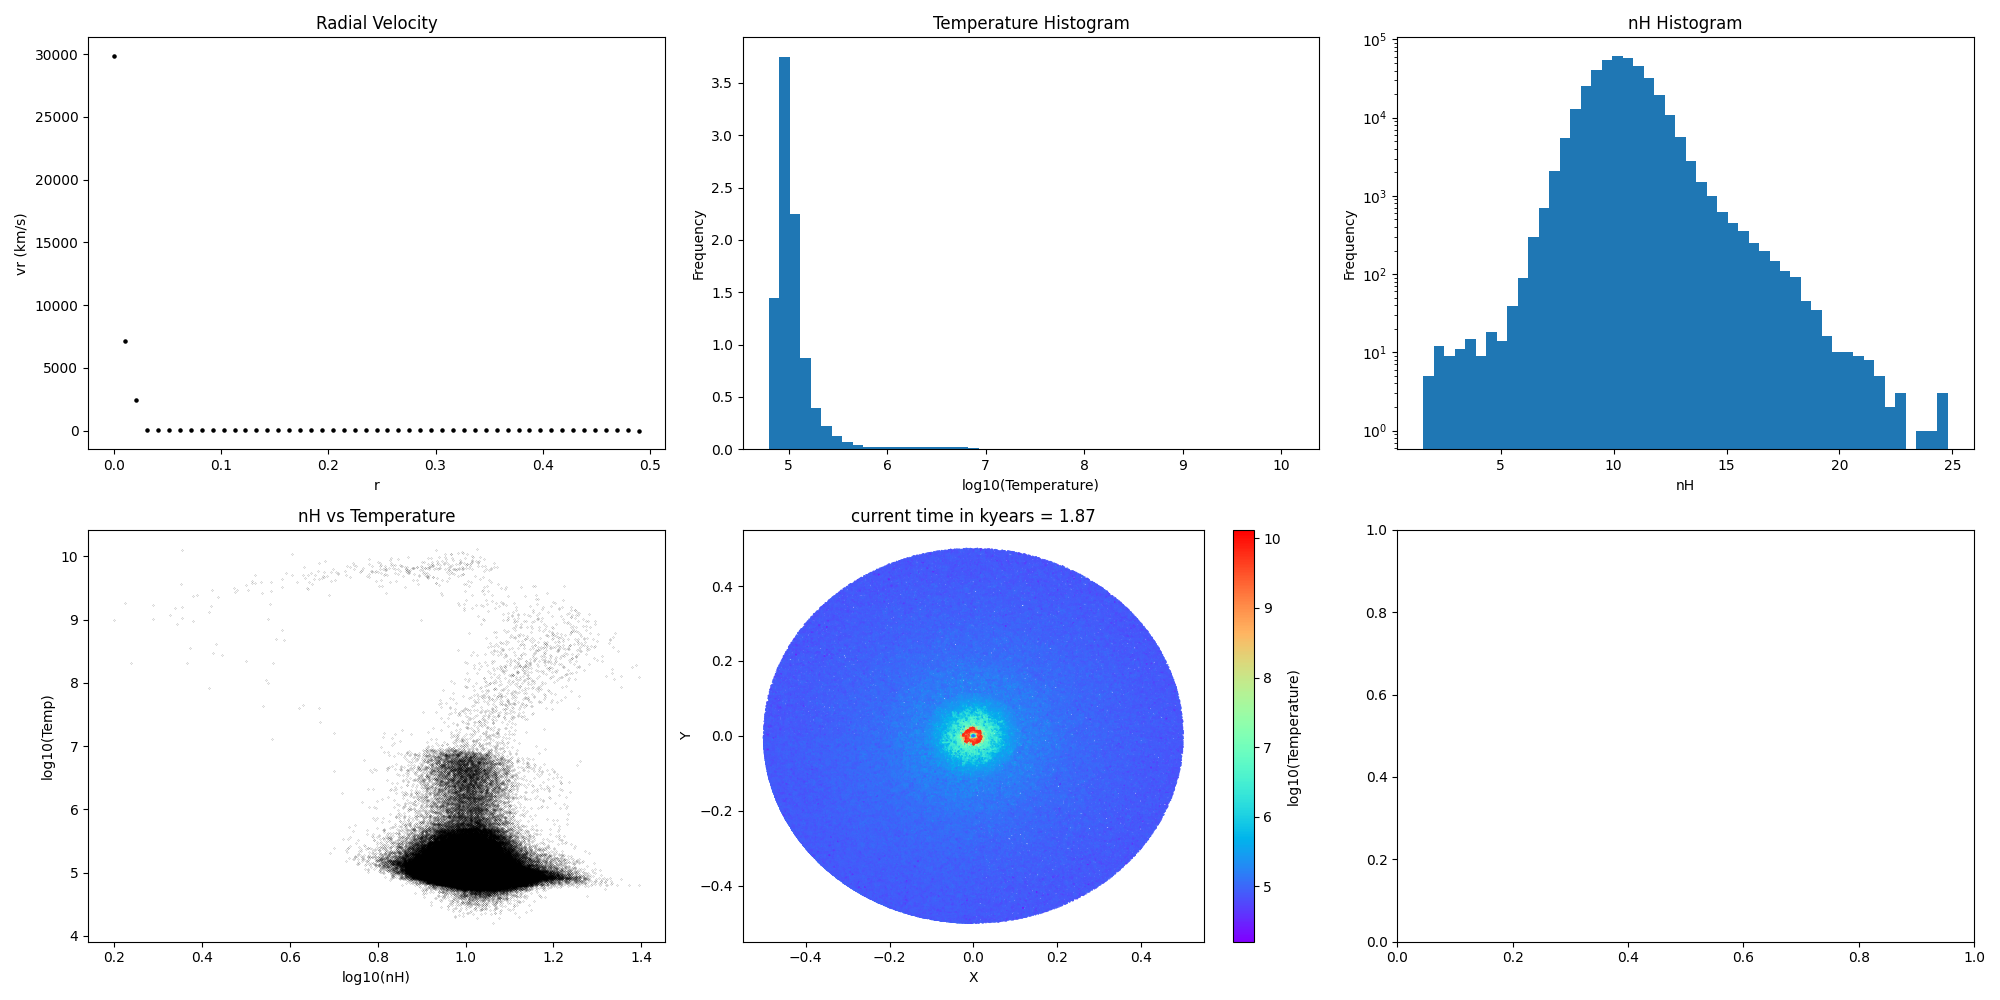 Radial Velocity
30000
25000
20000
15000
10000
5000
0
vr (km/s)
0.0 0.1 0.2 0.3 0.4 0.5
r
Temperature Histogram
3.5
3.0
2.5
2.0
1.5
1.0
0.5
0.0
Frequency
5 6 7 8 9 10
log10(Temperature)
nH Histogram
10^5
10^4
10^3
10^2
10^1
10^0
Frequency
5 10 15 20 25
nH
nH vs Temperature
10
9
8
7
6
5
4
log10(Temp)
0.2 0.4 0.6 0.8 1.0 1.2 1.4
log10(nH)
current time in kyears = 1.87
0.4
0.2
0.0
−0.2
−0.4
Y
−0.4 −0.2 0.0 0.2 0.4
X
10
9
8
7
6
5
log10(Temperature)
1.0
0.8
0.6
0.4
0.2
0.0
0.0 0.2 0.4 0.6 0.8 1.0